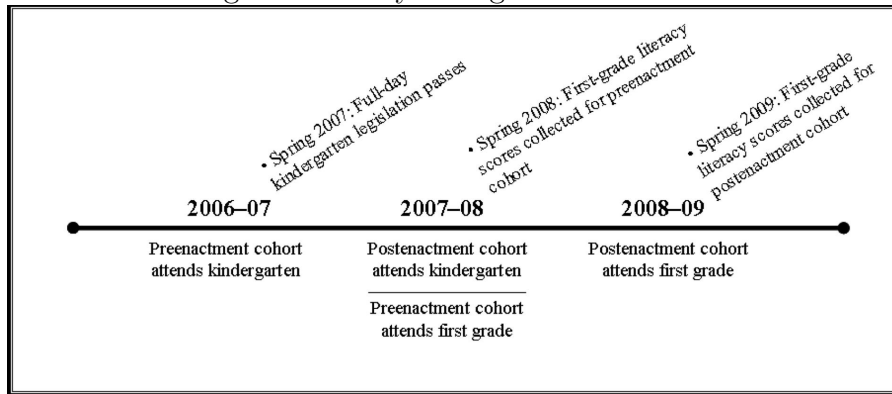 • Spring 2007: Full-day
kindergarten legislation passes
• Spring 2008: First-grade literacy
scores collected for preenactment
cohort
• Spring 2009: First-grade
literacy scores collected for
postenactment cohort
2006–07
2007–08
2008–09
Preenactment cohort
attends kindergarten
Postenactment cohort
attends kindergarten
Preenactment cohort
attends first grade
Postenactment cohort
attends first grade